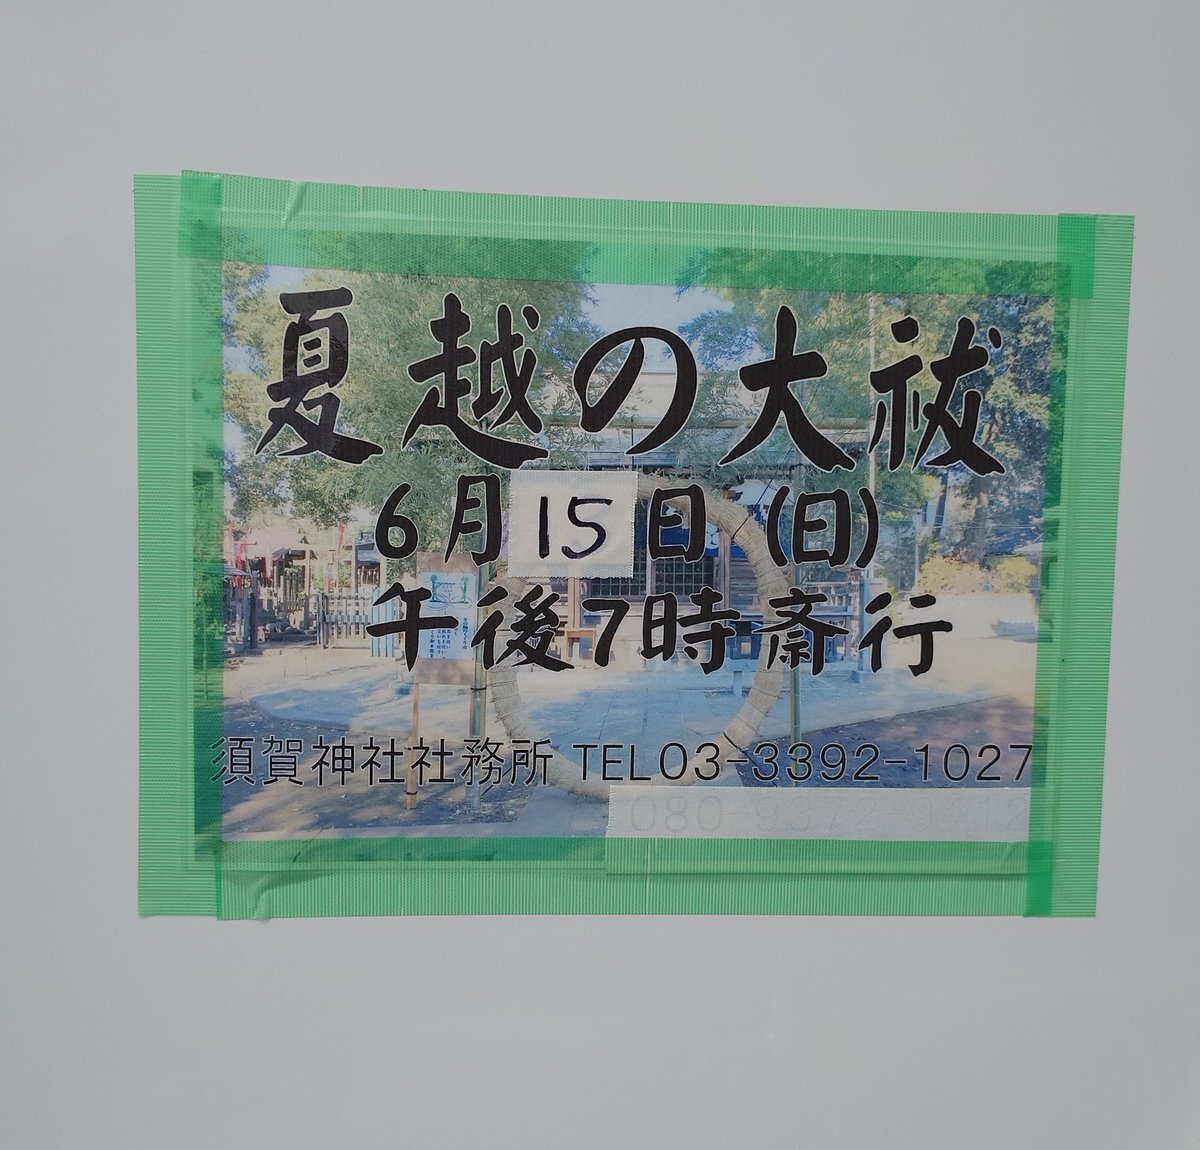 夏越の大祓
6月15日(日)
午後7時斎行
須賀神社社務所 TEL03-3392-1027